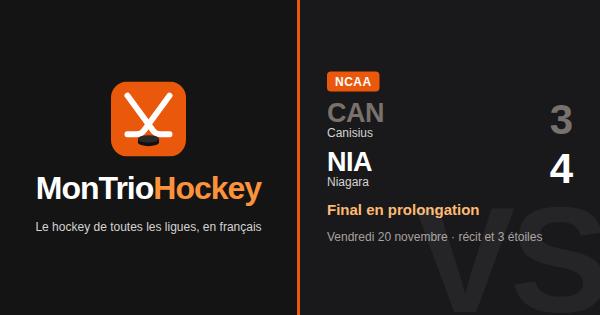 MonTrioHockey
Le hockey de toutes les ligues, en français
NCAA
CAN 3
Canisius
NIA 4
Niagara
Final en prolongation
Vendredi 20 novembre · récit et 3 étoiles
VS